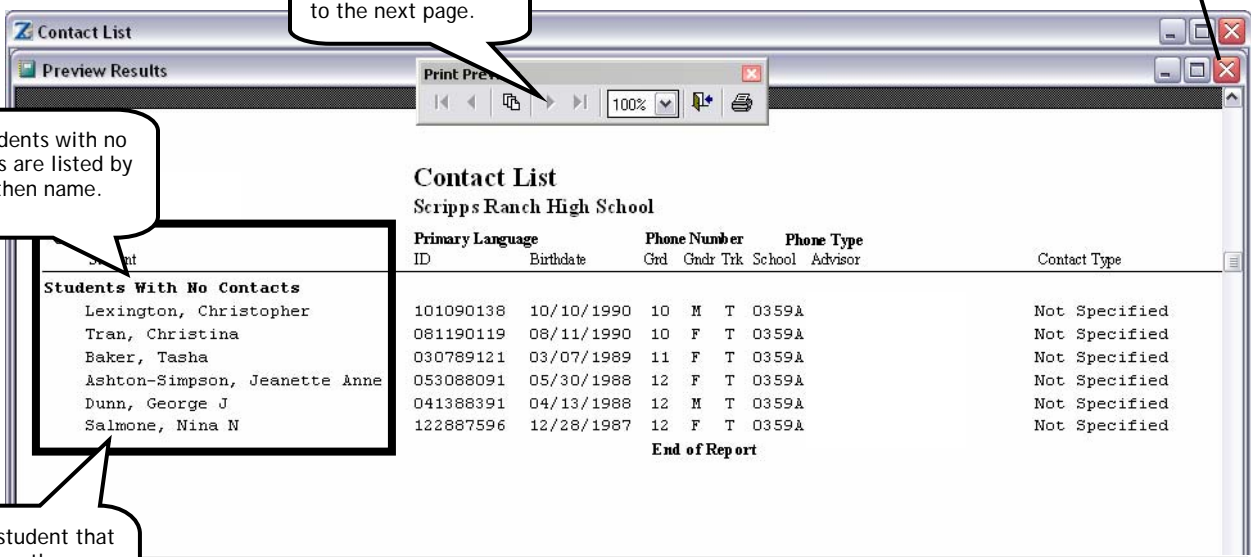 to the next page.
Contact List
Preview Results
Print Prev
100%
dents with no
s are listed by
then name.
Contact List
Scripps Ranch High School
Primary Language Phone Number Phone Type
ID Birthdate Grd Gndr Trk School Advisor Contact Type
Students With No Contacts
Lexington, Christopher 101090138 10/10/1990 10 M T 0359A Not Specified
Tran, Christina 081190119 08/11/1990 10 F T 0359A Not Specified
Baker, Tasha 030789121 03/07/1989 11 F T 0359A Not Specified
Ashton-Simpson, Jeanette Anne 053088091 05/30/1988 12 F T 0359A Not Specified
Dunn, George J 041388391 04/13/1988 12 M T 0359A Not Specified
Salmone, Nina N 122887596 12/28/1987 12 F T 0359A Not Specified
End of Report
student that